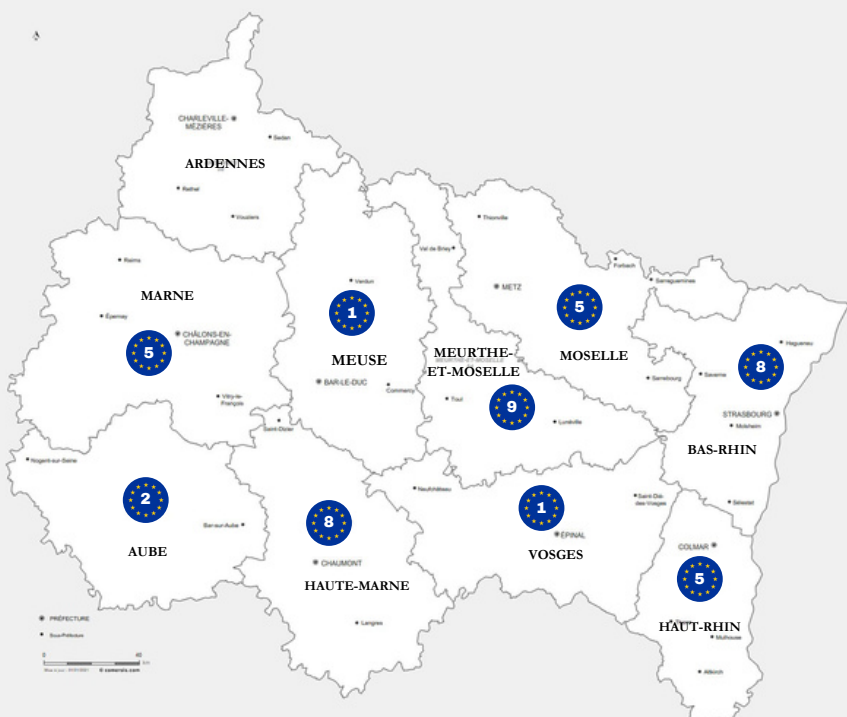 CHARLEVILLE-
MÉZIÈRES
Sedan
ARDENNES
Rethel
Vouziers
Thionville
Val de Briey
Reims
Forbach
Sarreguemines
Verdun
METZ
MARNE
1
5
Épernay
CHÂLONS-EN-
CHAMPAGNE
5
MEUSE
MEURTHE-
ET-MOSELLE
MOSELLE
Haguenau
8
BAR-LE-DUC
Commercy
Sarrebourg
Saverne
Vitry-le-
François
Toul
9
Lunéville
STRASBOURG
Molsheim
Saint-Dizier
BAS-RHIN
Nogent-sur-Seine
2
Neufchâteau
1
Saint-Dié-
des-Vosges
Sélestat
8
Bar-sur-Aube
ÉPINAL
AUBE
VOSGES
COLMAR
CHAUMONT
HAUTE-MARNE
5
PRÉFECTURE
Sous-Préfecture
Langres
HAUT-RHIN
Mulhouse
Altkirch
0
40
km
© comersis.com